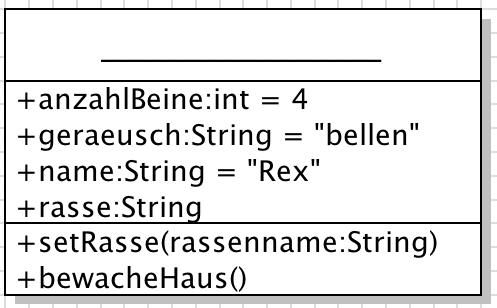 +anzahlBeine:int = 4
+geraeusch:String = "bellen"
+name:String = "Rex"
+rasse:String
+setRasse(rassenname:String)
+bewacheHaus()